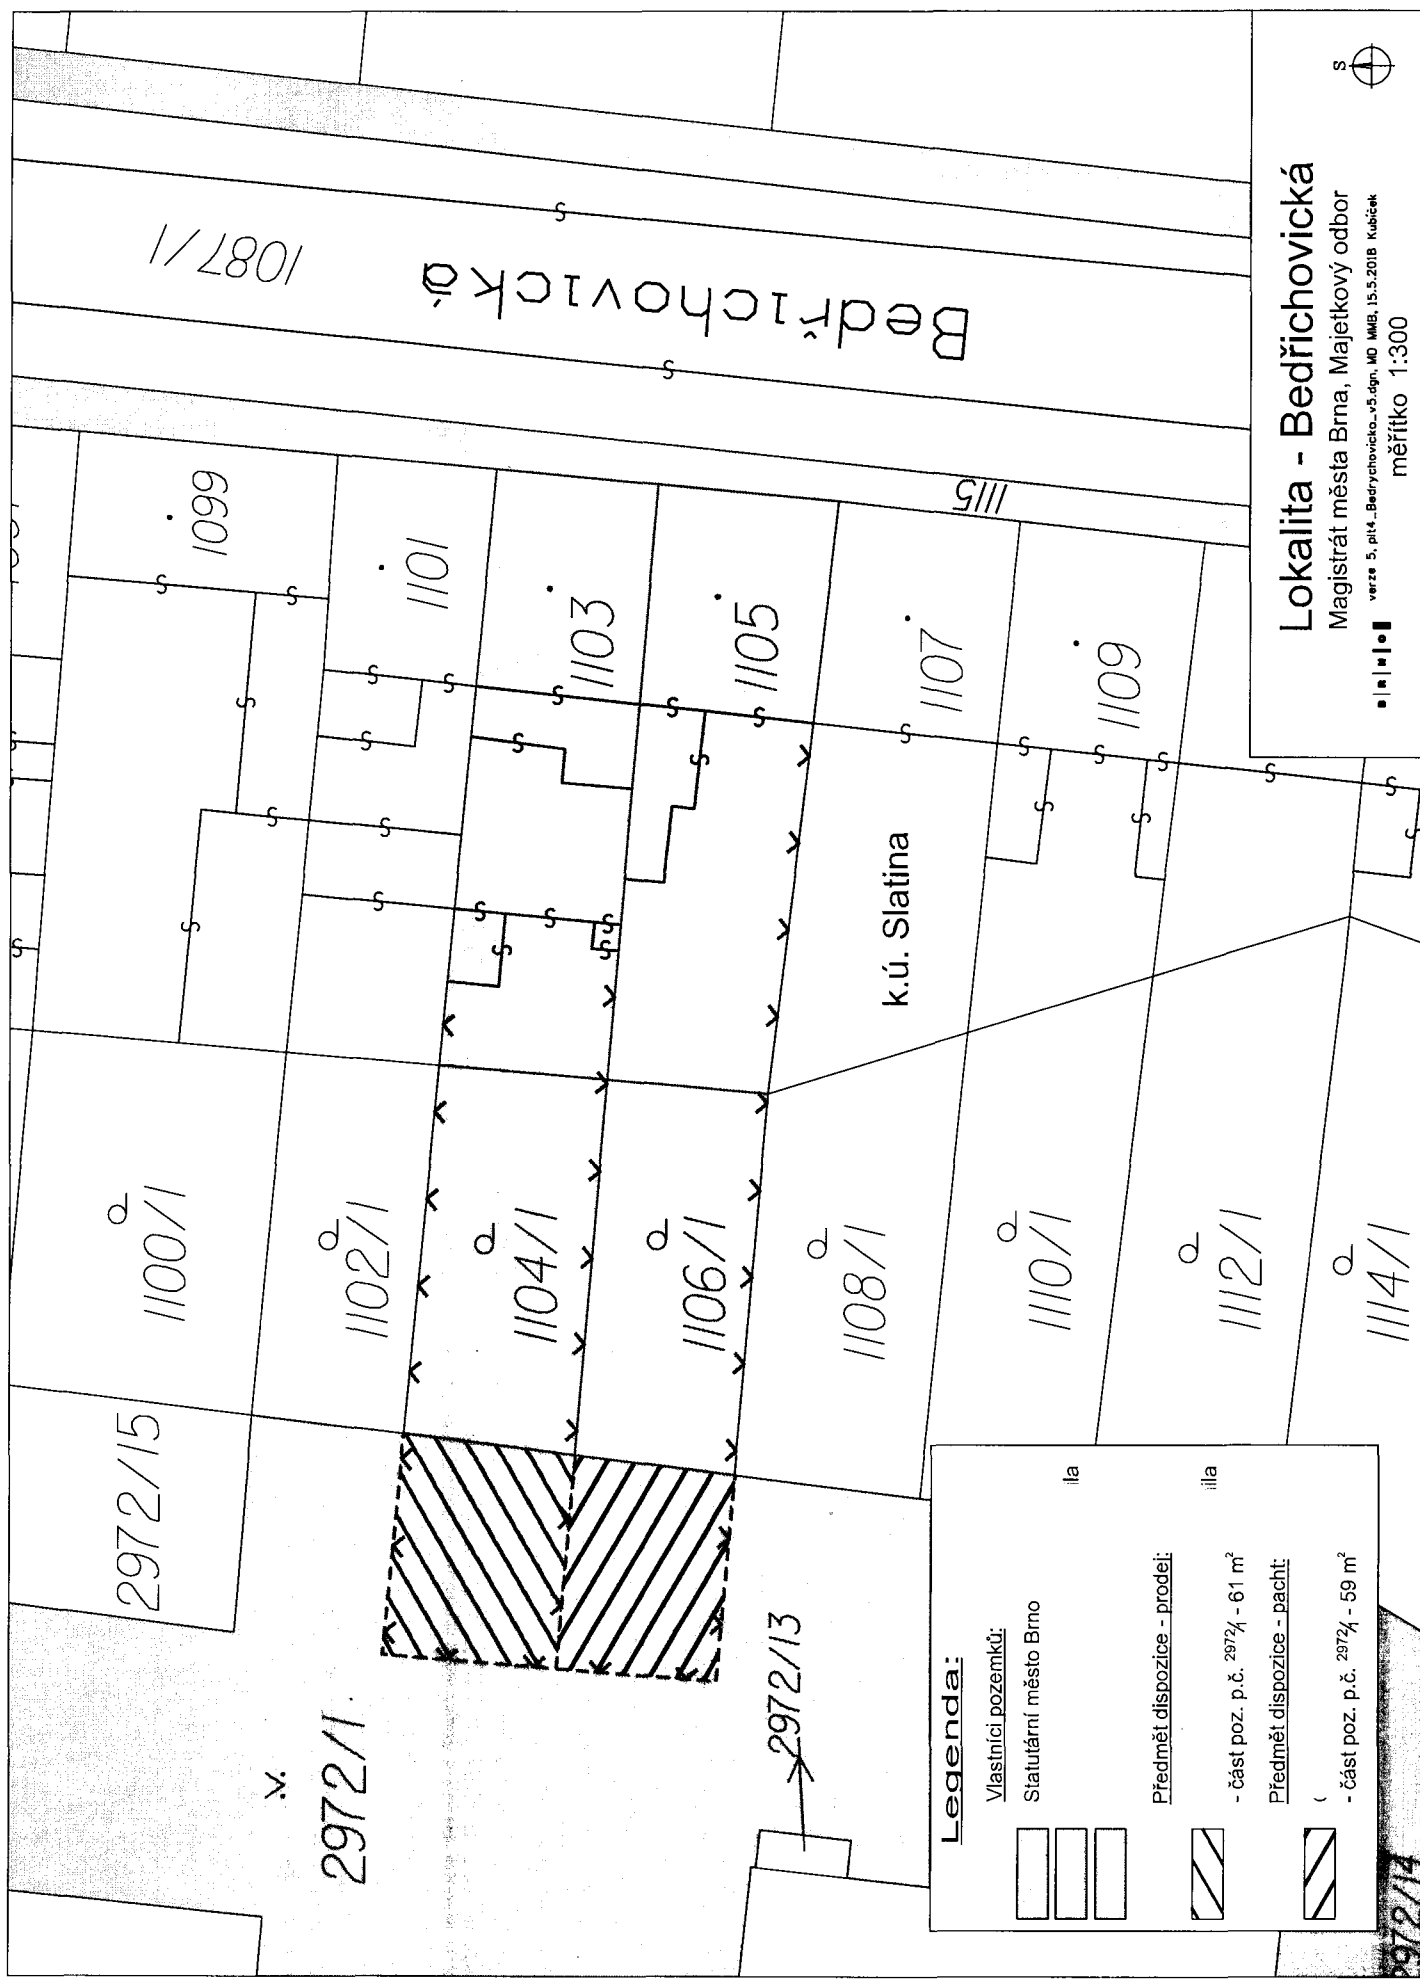 1087/1
Bedřichovická
1099
1101
1103
1105
1107
1109
1115
k.ú. Slatina
1100/1
1102/1
1104/1
1106/1
1108/1
1110/1
1112/1
1114/1
2972/15
2972/1
2972/13
2972/14
Legenda:
Vlastníci pozemků:
Statutární město Brno
Předmět dispozice - prodej:
- část poz. p.č. 2972/1 - 61 m²
Předmět dispozice - pacht:
- část poz. p.č. 2972/1 - 59 m²
S
Lokalita - Bedřichovická
Magistrát města Brna, Majetkový odbor
B|R|N|O verze 5, plt4_Bedrychovicka_v5.dgn, MO MMB, 15.5.2018 Kubíček
měřítko 1:300